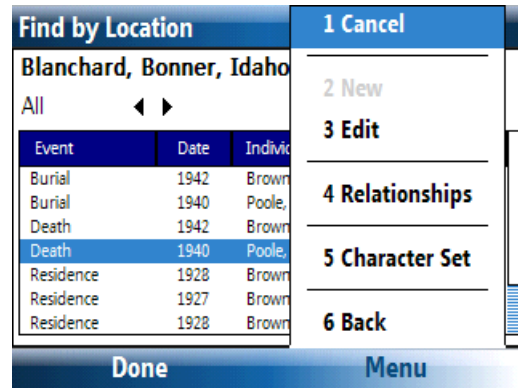 Find by Location
Blanchard, Bonner, Idaho
All
Event Date Individ
Burial 1942 Brown
Burial 1940 Poole,
Death 1942 Brown
Death 1940 Poole,
Residence 1928 Brown
Residence 1927 Brown
Residence 1928 Brown
1 Cancel
2 New
3 Edit
4 Relationships
5 Character Set
6 Back
Done Menu